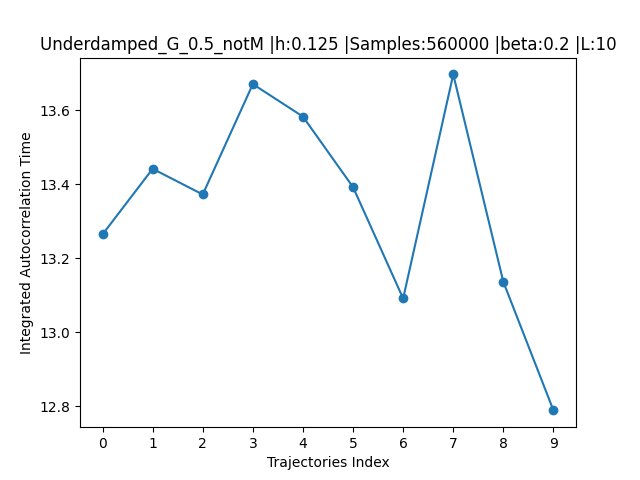 Underdamped_G_0.5_notM |h:0.125 |Samples:560000 |beta:0.2 |L:10
Integrated Autocorrelation Time
13.6
13.4
13.2
13.0
12.8
0 1 2 3 4 5 6 7 8 9
Trajectories Index